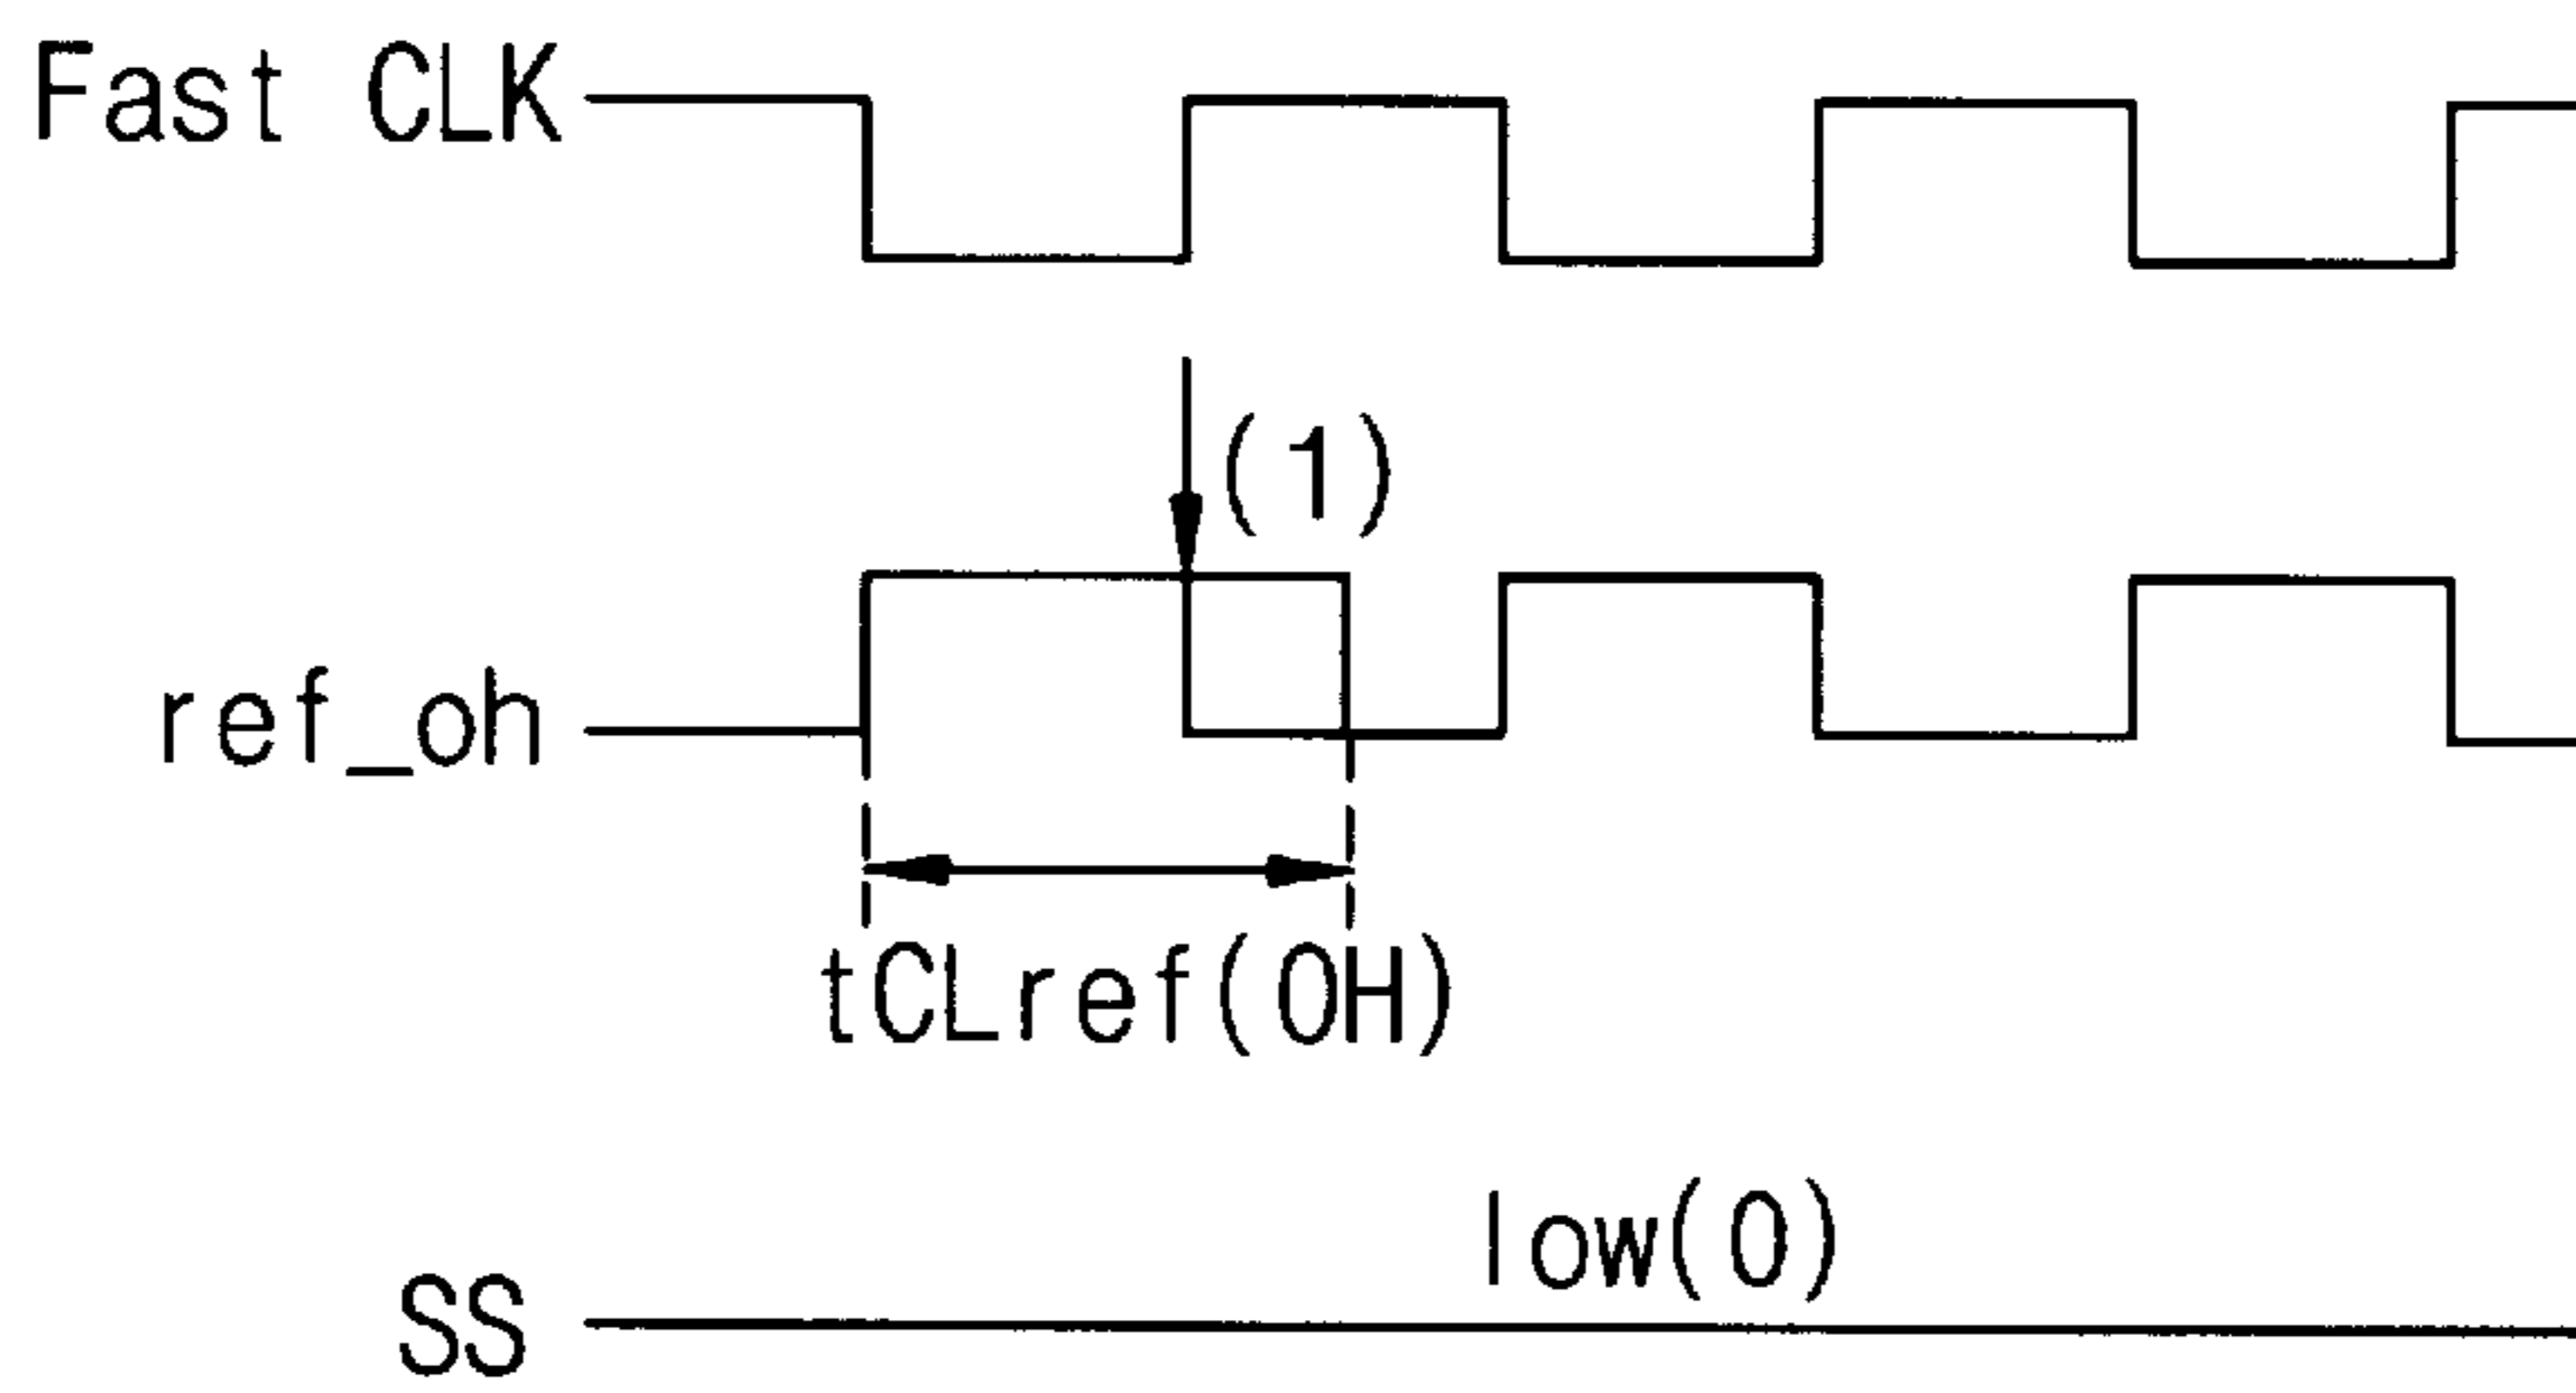 Fast CLK
(1)
ref_oh
tCLref(OH)
low(0)
SS